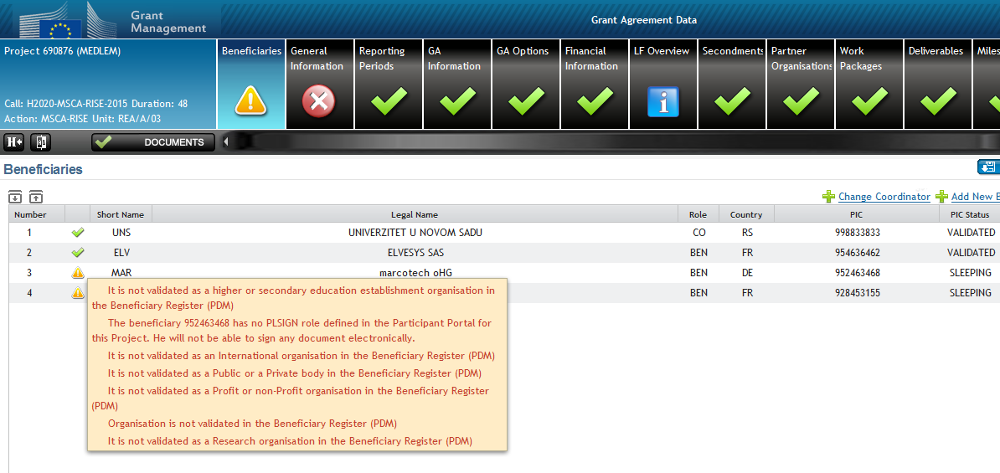 Grant
Management
Grant Agreement Data
Project 690876 (MEDLEM)
Call: H2020-MSCA-RISE-2015 Duration: 48
Action: MSCA-RISE Unit: REA/A/03
Beneficiaries
General
Information
Reporting
Periods
GA
Information
GA Options
Financial
Information
LF Overview
Secondments
Partner
Organisations
Work
Packages
Deliverables
Miles
DOCUMENTS
Beneficiaries
Change Coordinator Add New B
Number Short Name Legal Name Role Country PIC PIC Status
1 UNS UNIVERZITET U NOVOM SADU CO RS 998833833 VALIDATED
2 ELV ELVESYS SAS BEN FR 954636462 VALIDATED
3 MAR marcotech oHG BEN DE 952463468 SLEEPING
4 BEN FR 928453155 SLEEPING
It is not validated as a higher or secondary education establishment organisation in
the Beneficiary Register (PDM)
The beneficiary 952463468 has no PLSIGN role defined in the Participant Portal for
this Project. He will not be able to sign any document electronically.
It is not validated as an International organisation in the Beneficiary Register (PDM)
It is not validated as a Public or a Private body in the Beneficiary Register (PDM)
It is not validated as a Profit or non-Profit organisation in the Beneficiary Register
(PDM)
Organisation is not validated in the Beneficiary Register (PDM)
It is not validated as a Research organisation in the Beneficiary Register (PDM)